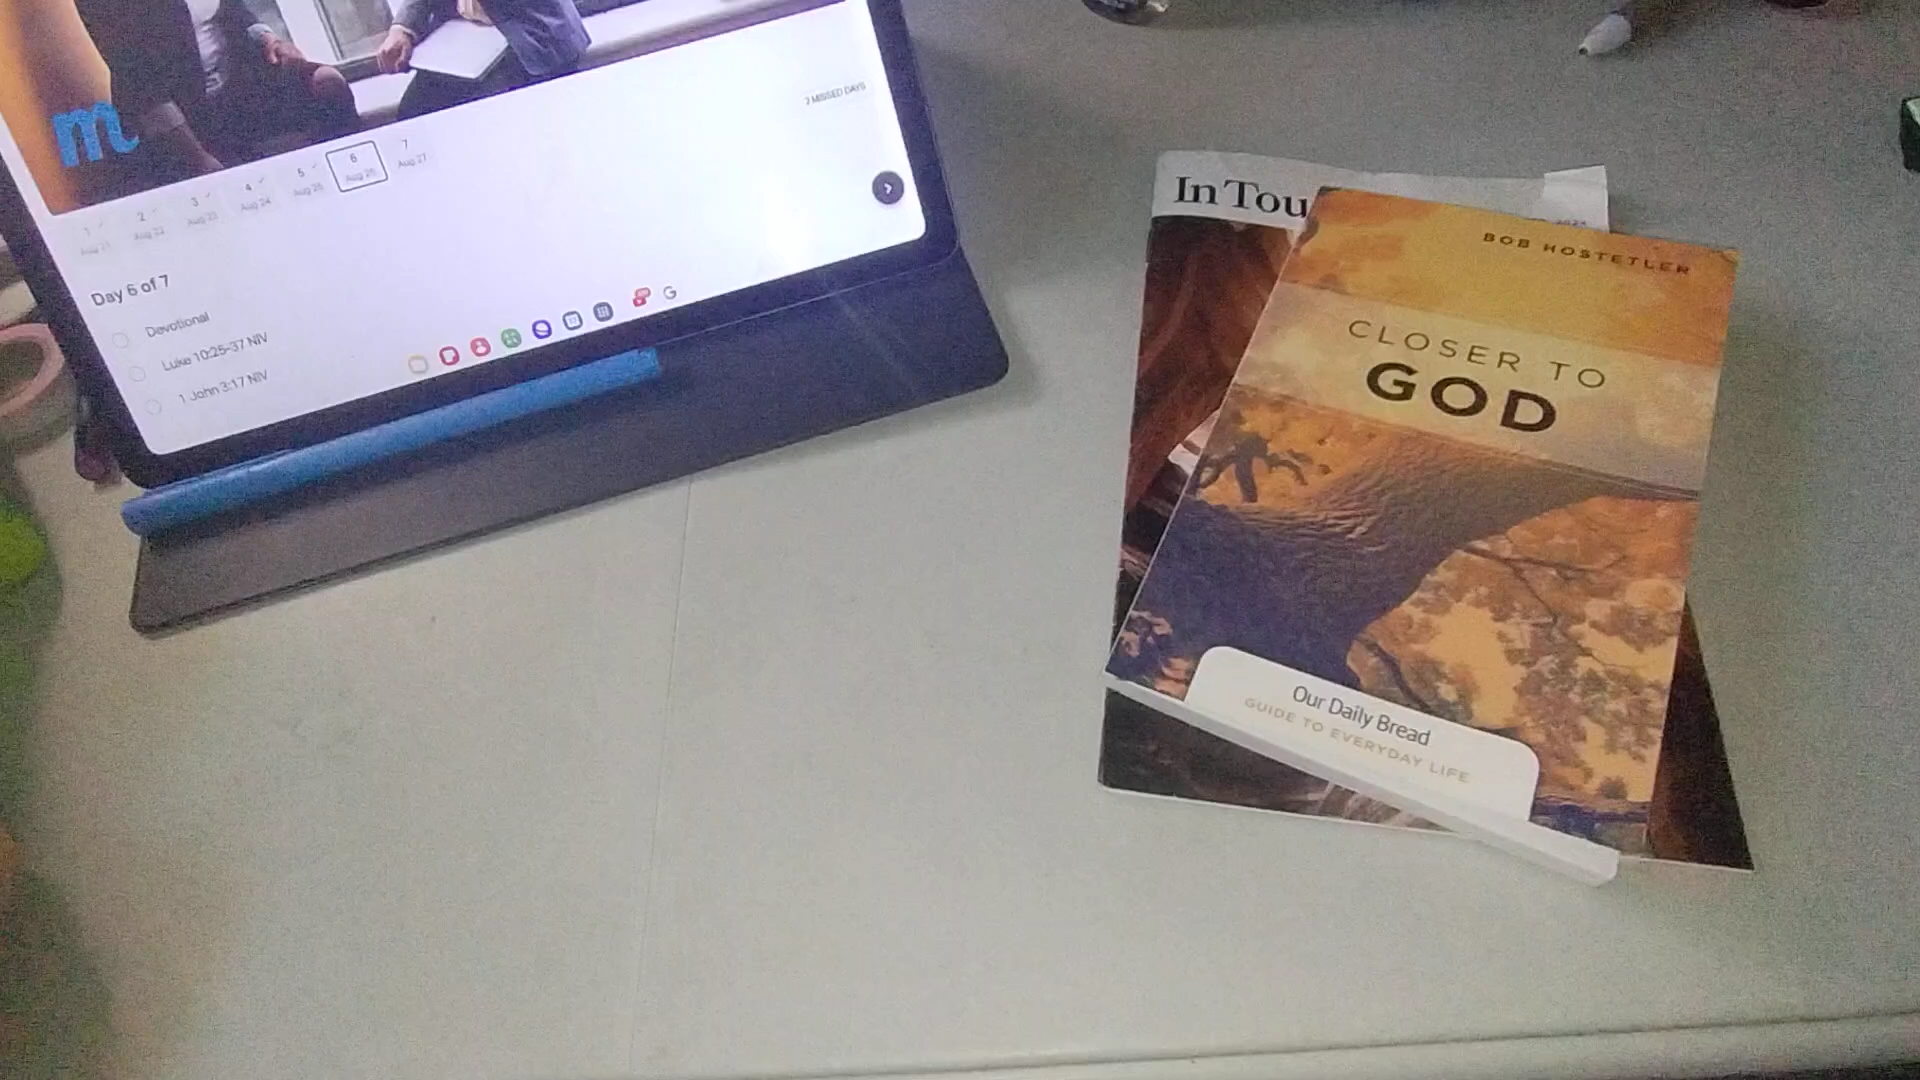 m
2 MISSED DAYS
1 2 3 4 5 6 7
Aug 21 Aug 22 Aug 23 Aug 24 Aug 25 Aug 26 Aug 27
Day 6 of 7
Devotional
Luke 10:25-37 NIV
1 John 3:17 NIV
G
In Tou
BOB HOSTETLER
CLOSER TO
GOD
Our Daily Bread
GUIDE TO EVERYDAY LIFE